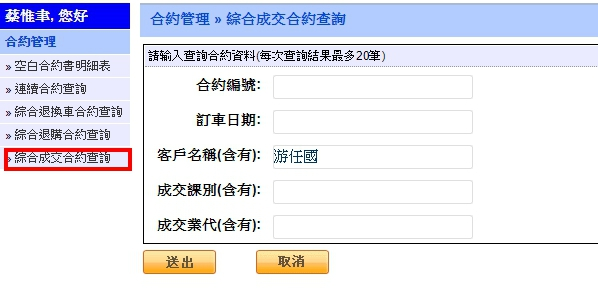 蔡惟聿, 您好
合約管理
» 空白合約書明細表
» 連續合約查詢
» 綜合退換車合約查詢
» 綜合退購合約查詢
» 綜合成交合約查詢
合約管理 » 綜合成交合約查詢
請輸入查詢合約資料(每次查詢結果最多20筆)
合約編號:
訂車日期:
客戶名稱(含有): 游任國
成交課別(含有):
成交業代(含有):
送出 取消